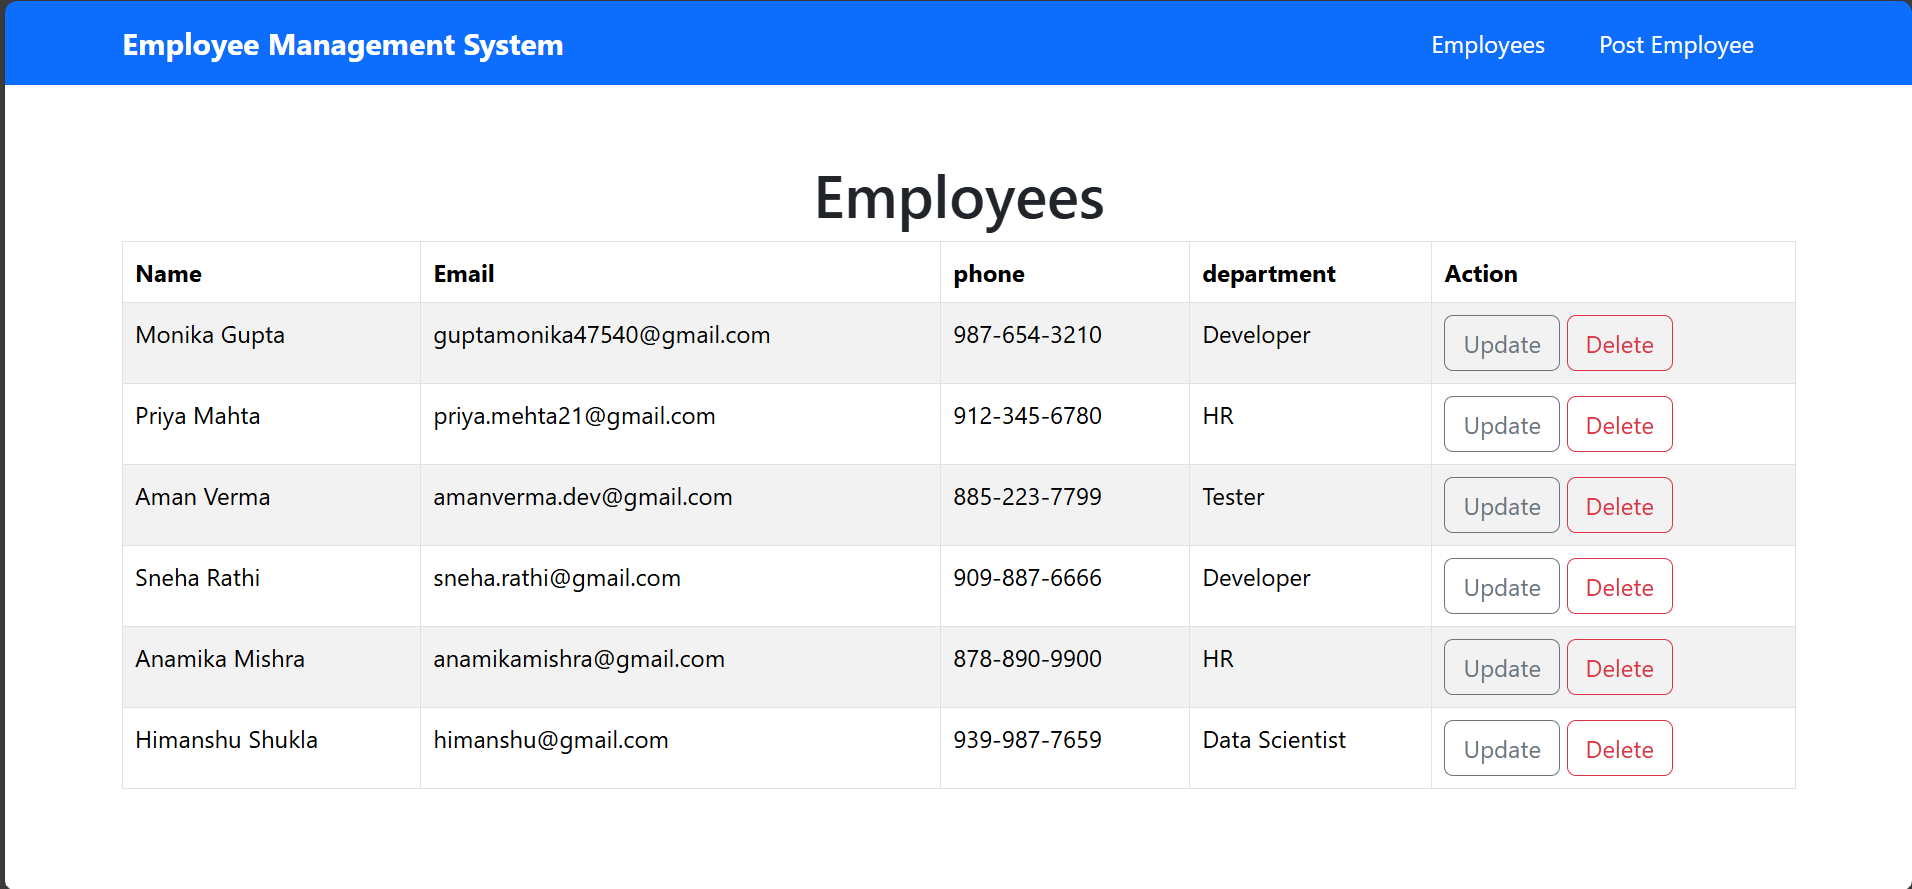 Employee Management System Employees Post Employee
Employees
Name Email phone department Action
Monika Gupta guptamonika47540@gmail.com 987-654-3210 Developer Update Delete
Priya Mahta priya.mehta21@gmail.com 912-345-6780 HR Update Delete
Aman Verma amanverma.dev@gmail.com 885-223-7799 Tester Update Delete
Sneha Rathi sneha.rathi@gmail.com 909-887-6666 Developer Update Delete
Anamika Mishra anamikamishra@gmail.com 878-890-9900 HR Update Delete
Himanshu Shukla himanshu@gmail.com 939-987-7659 Data Scientist Update Delete